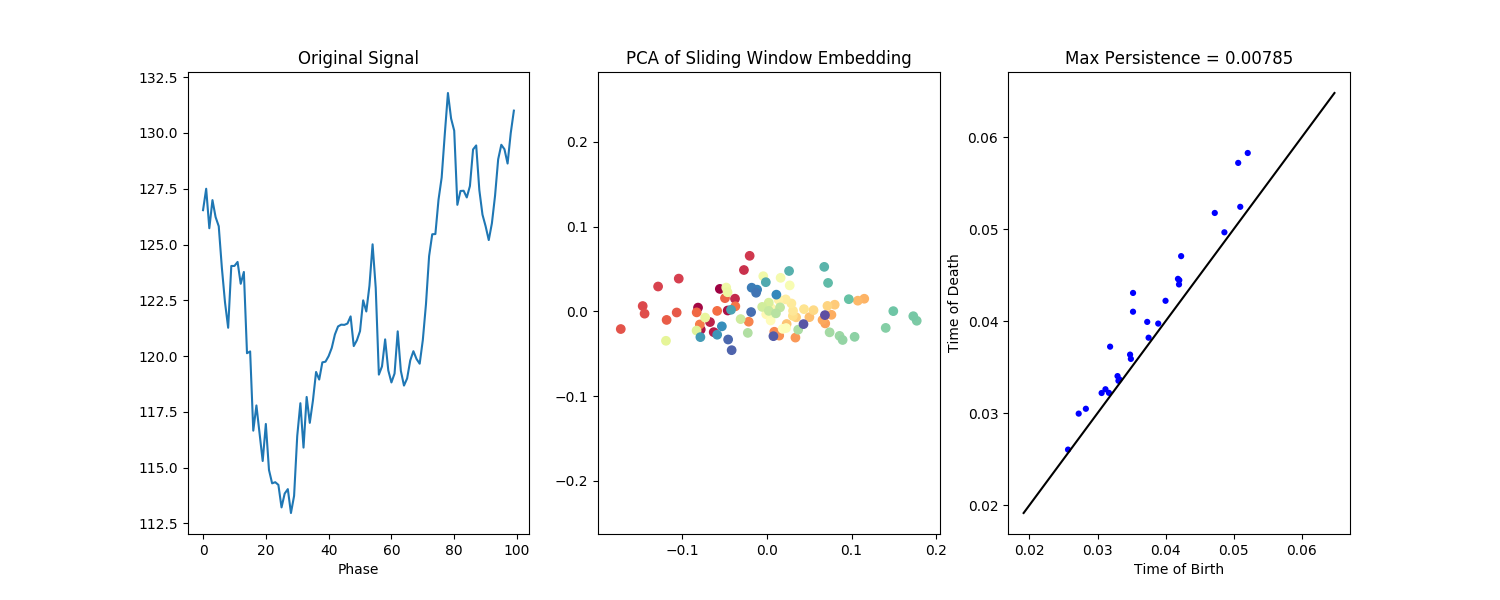 Original Signal
132.5
130.0
127.5
125.0
122.5
120.0
117.5
115.0
112.5
0 20 40 60 80 100
Phase
PCA of Sliding Window Embedding
0.2
0.1
0.0
−0.1
−0.2
−0.1 0.0 0.1 0.2
Max Persistence = 0.00785
Time of Death
0.06
0.05
0.04
0.03
0.02
0.02 0.03 0.04 0.05 0.06
Time of Birth